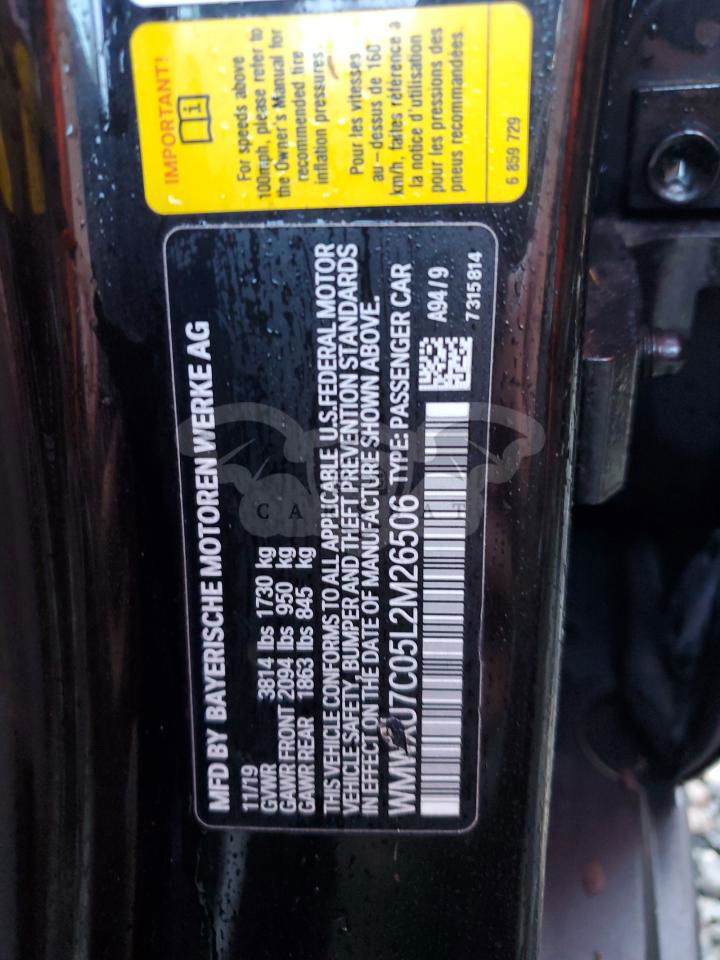 IMPORTANT!
For speeds above
100mph, please refer to
the Owner's Manual for
recommended tire
inflation pressures.
Pour les vitesses
au-dessus de 160
km/h, faites référence a
la notice d'utilisation
pour les pressions des
pneus recommandées.
6 859 7729
MFD BY BAYERISCHE MOTOREN WERKE AG
11/19
GVWR 3814 lbs 1730 kg
GAWR FRONT 2094 lbs 950 kg
GAWR REAR 1863 lbs 845 kg
THIS VEHICLE CONFORMS TO ALL APPLICABLE U.S. FEDERAL MOTOR
VEHICLE SAFETY, BUMPER AND THEFT PREVENTION STANDARDS
IN EFFECT ON THE DATE OF MANUFACTURE SHOWN ABOVE.
TYPE: PASSENGER CAR
A94/9
7315814